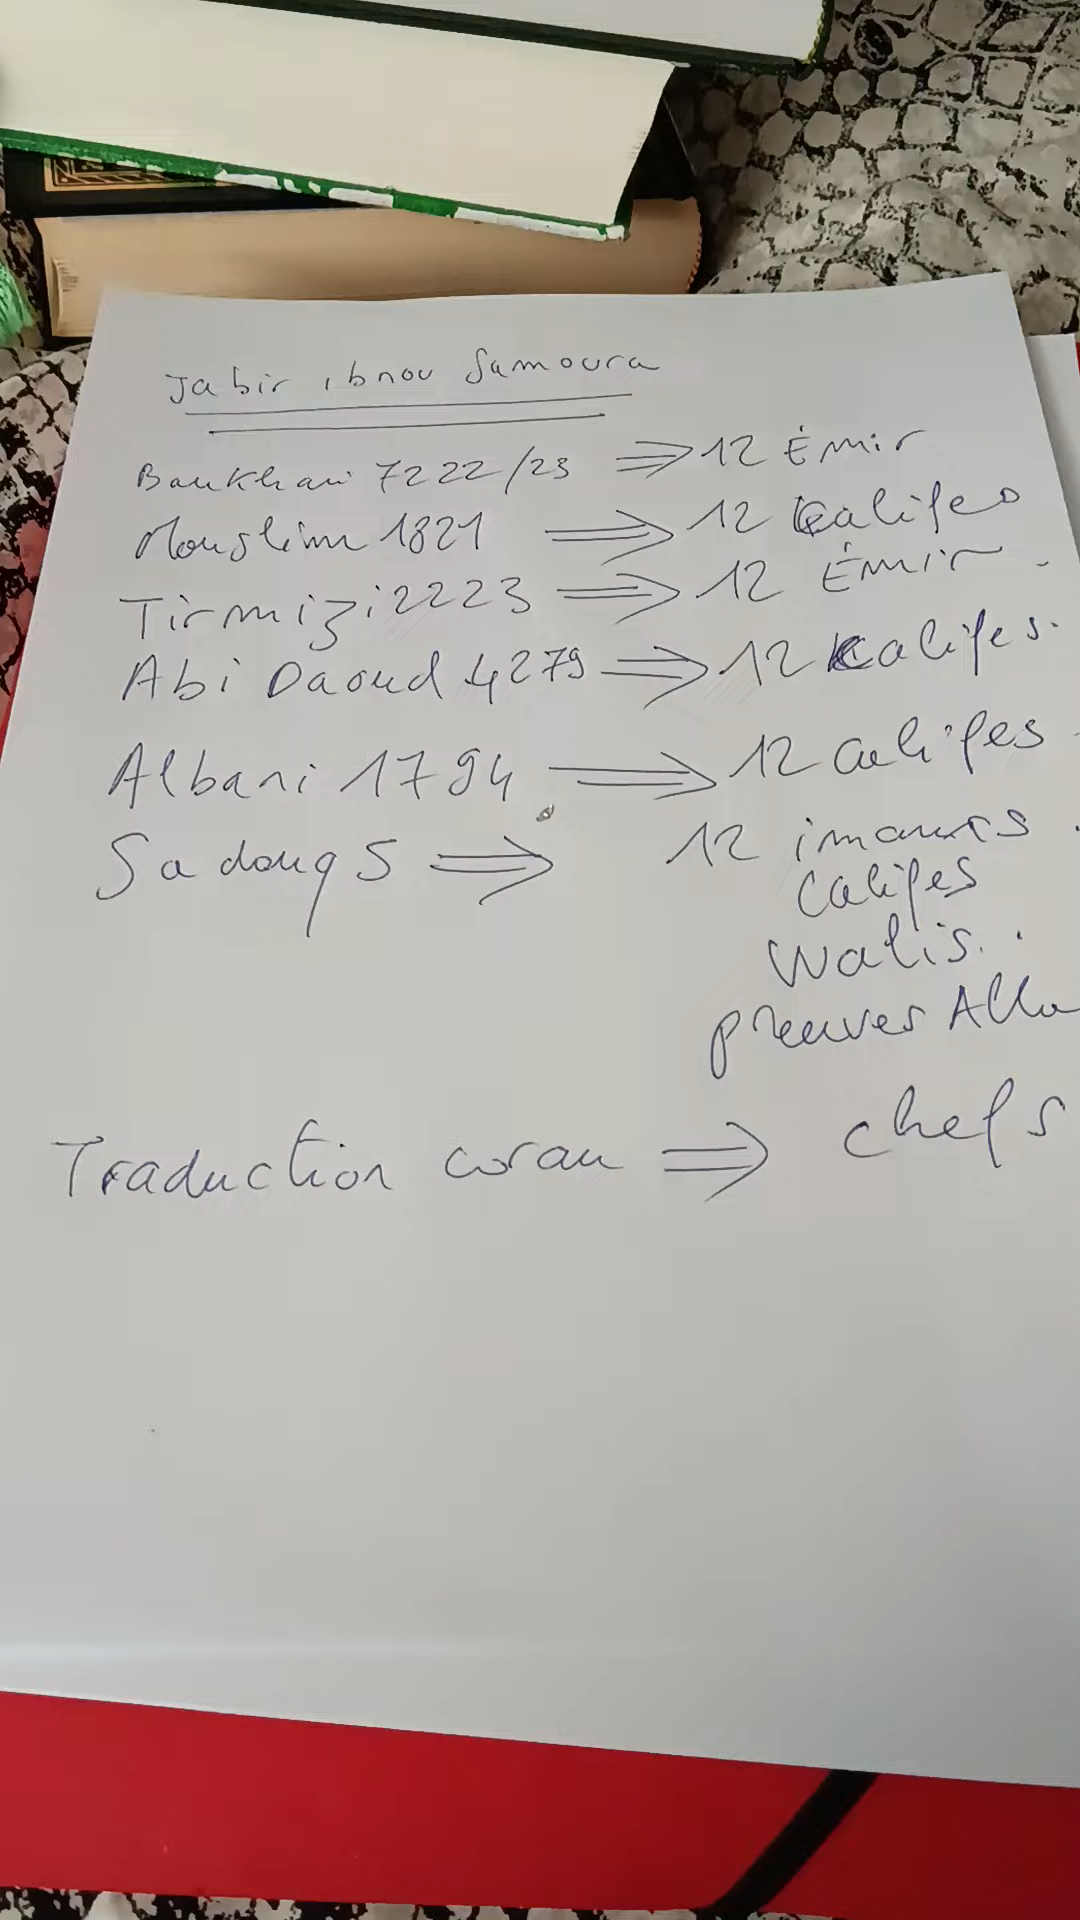 Jabir ibnou Samoura
Boukhari 7222/23 ⇒ 12 Émir
Mouslim 1821 ⇒ 12 Califes
Tirmizi 2223 ⇒ 12 Émir
Abi Daoud 4279 ⇒ 12 Califes.
Albani 1794 ⇒ 12 Califes
Sadouq 5 ⇒ 12 imams
Califes
Walis.
preuves Alla
Traduction coran ⇒ chefs